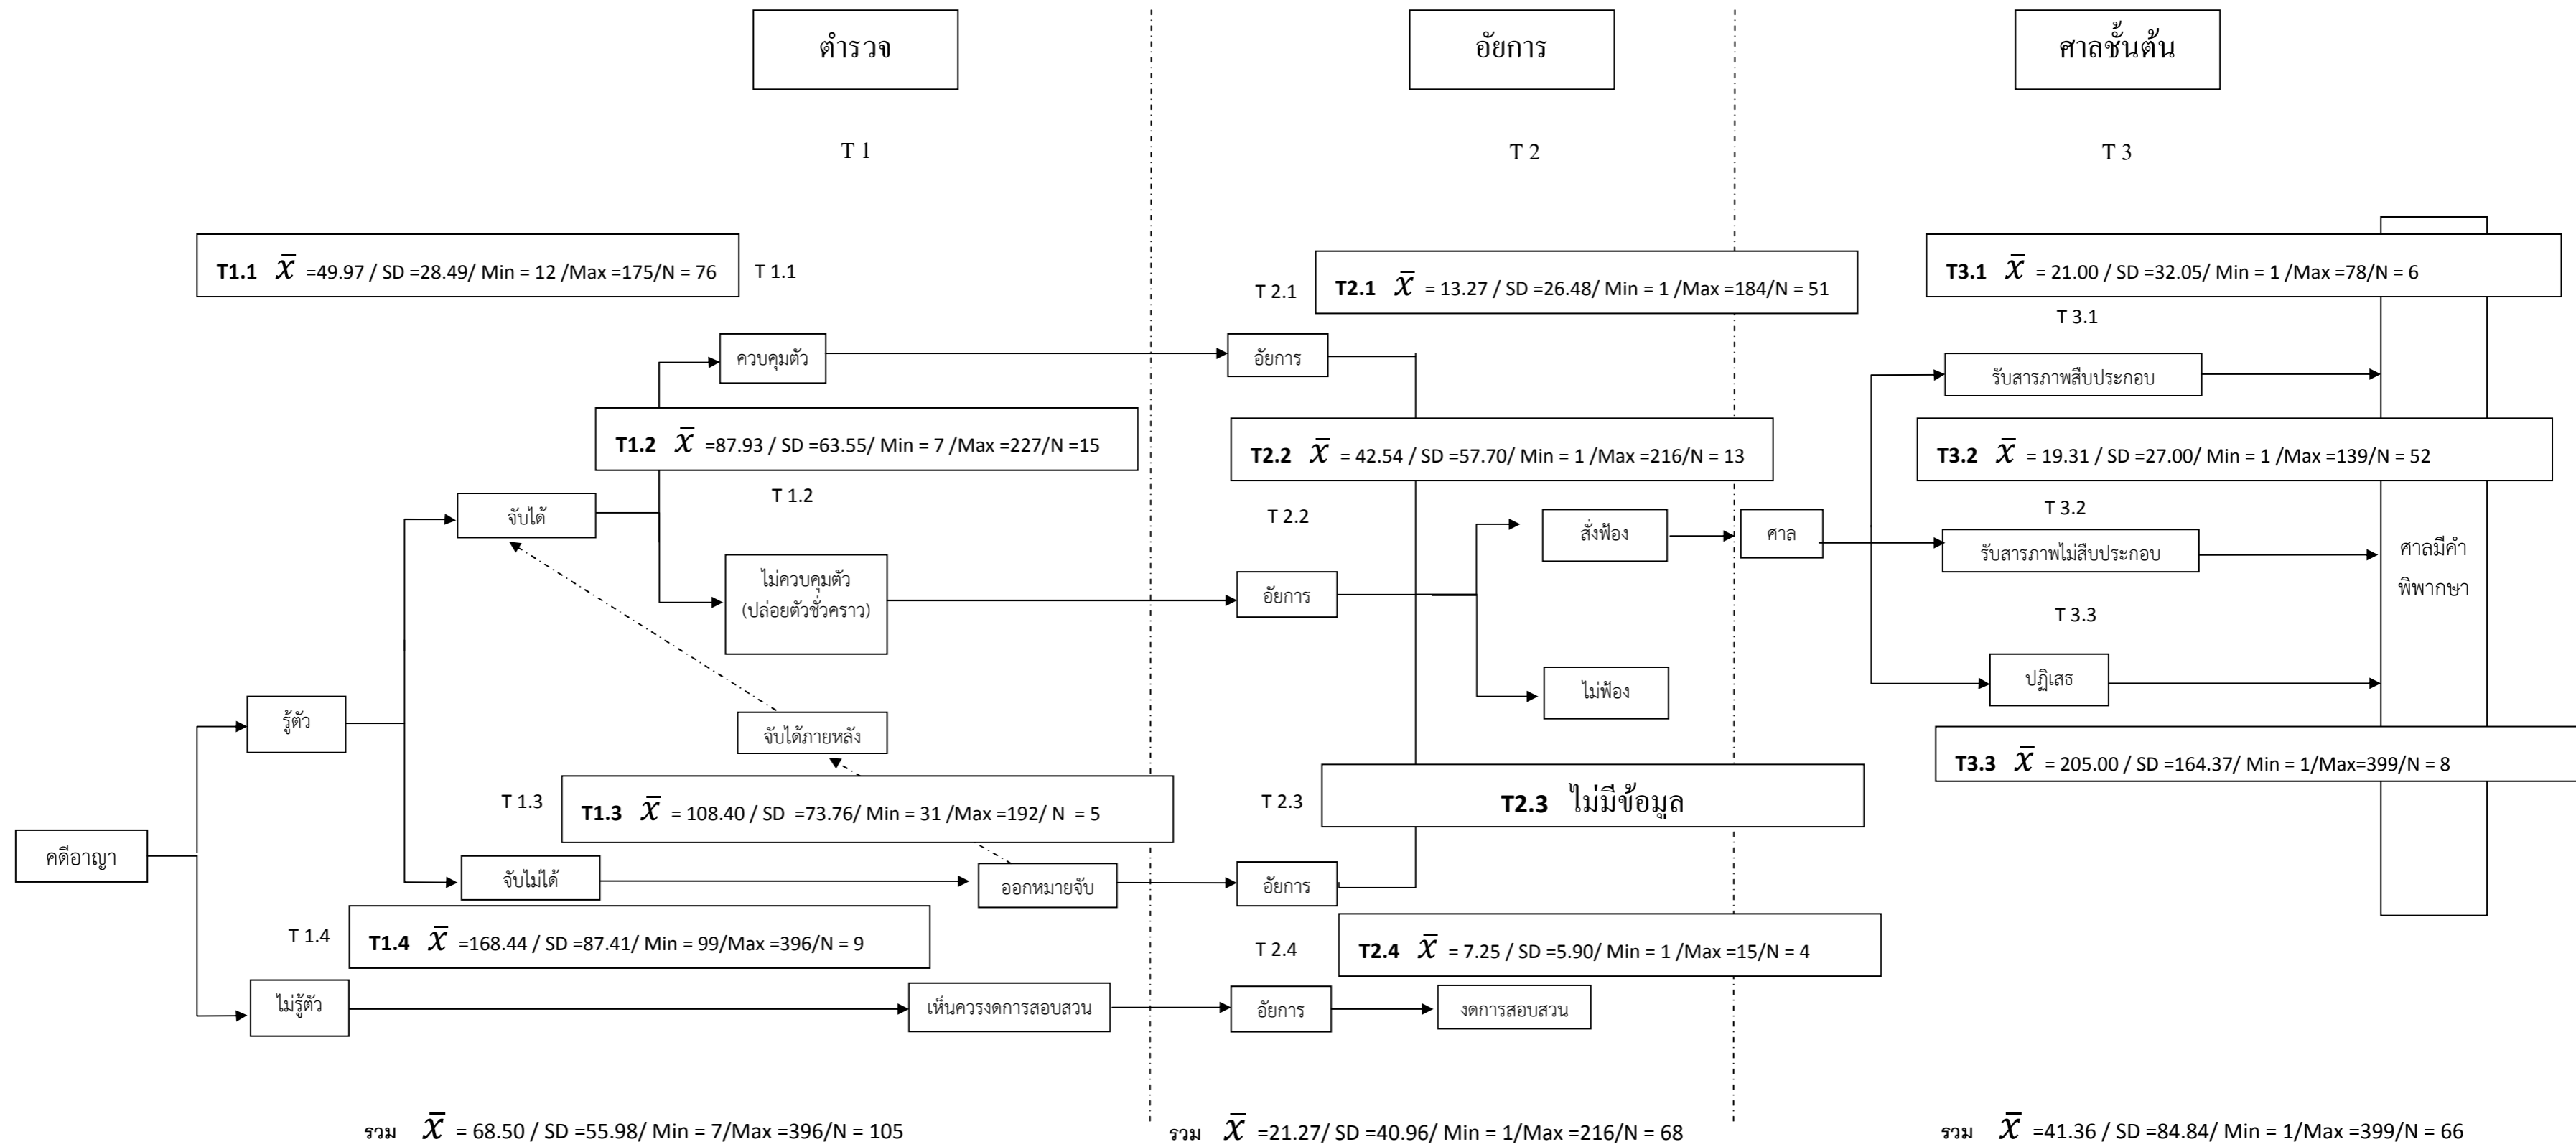 ตำรวจ
อัยการ
ศาลชั้นต้น
T 1
T 2
T 3
T1.1 x̄ =49.97 / SD =28.49/ Min = 12 /Max =175/N = 76
T 1.1
T 2.1
T2.1 x̄ = 13.27 / SD =26.48/ Min = 1 /Max =184/N = 51
T3.1 x̄ = 21.00 / SD =32.05/ Min = 1 /Max =78/N = 6
T 3.1
ควบคุมตัว
อัยการ
รับสารภาพสืบประกอบ
T1.2 x̄ =87.93 / SD =63.55/ Min = 7 /Max =227/N =15
T2.2 x̄ = 42.54 / SD =57.70/ Min = 1 /Max =216/N = 13
T3.2 x̄ = 19.31 / SD =27.00/ Min = 1 /Max =139/N = 52
T 1.2
T 2.2
T 3.2
จับได้
สั่งฟ้อง
ศาล
รับสารภาพไม่สืบประกอบ
ศาลมีคำ
พิพากษา
ไม่ควบคุมตัว
(ปล่อยตัวชั่วคราว)
อัยการ
T 3.3
ปฏิเสธ
ไม่ฟ้อง
รู้ตัว
จับได้ภายหลัง
T3.3 x̄ = 205.00 / SD =164.37/ Min = 1/Max=399/N = 8
T 1.3
T1.3 x̄ = 108.40 / SD =73.76/ Min = 31 /Max =192/ N = 5
T 2.3
T2.3 ไม่มีข้อมูล
คดีอาญา
จับไม่ได้
ออกหมายจับ
อัยการ
T 1.4
T1.4 x̄ =168.44 / SD =87.41/ Min = 99/Max =396/N = 9
T 2.4
T2.4 x̄ = 7.25 / SD =5.90/ Min = 1 /Max =15/N = 4
ไม่รู้ตัว
เห็นควรงดการสอบสวน
อัยการ
งดการสอบสวน
รวม x̄ = 68.50 / SD =55.98/ Min = 7/Max =396/N = 105
รวม x̄ =21.27/ SD =40.96/ Min = 1/Max =216/N = 68
รวม x̄ =41.36 / SD =84.84/ Min = 1/Max =399/N = 66